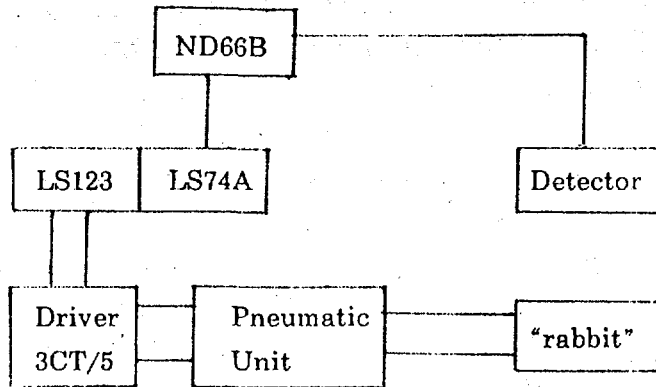 ND66B
LS123 LS74A
Detector
Driver
3CT/5
Pneumatic
Unit
“rabbit”